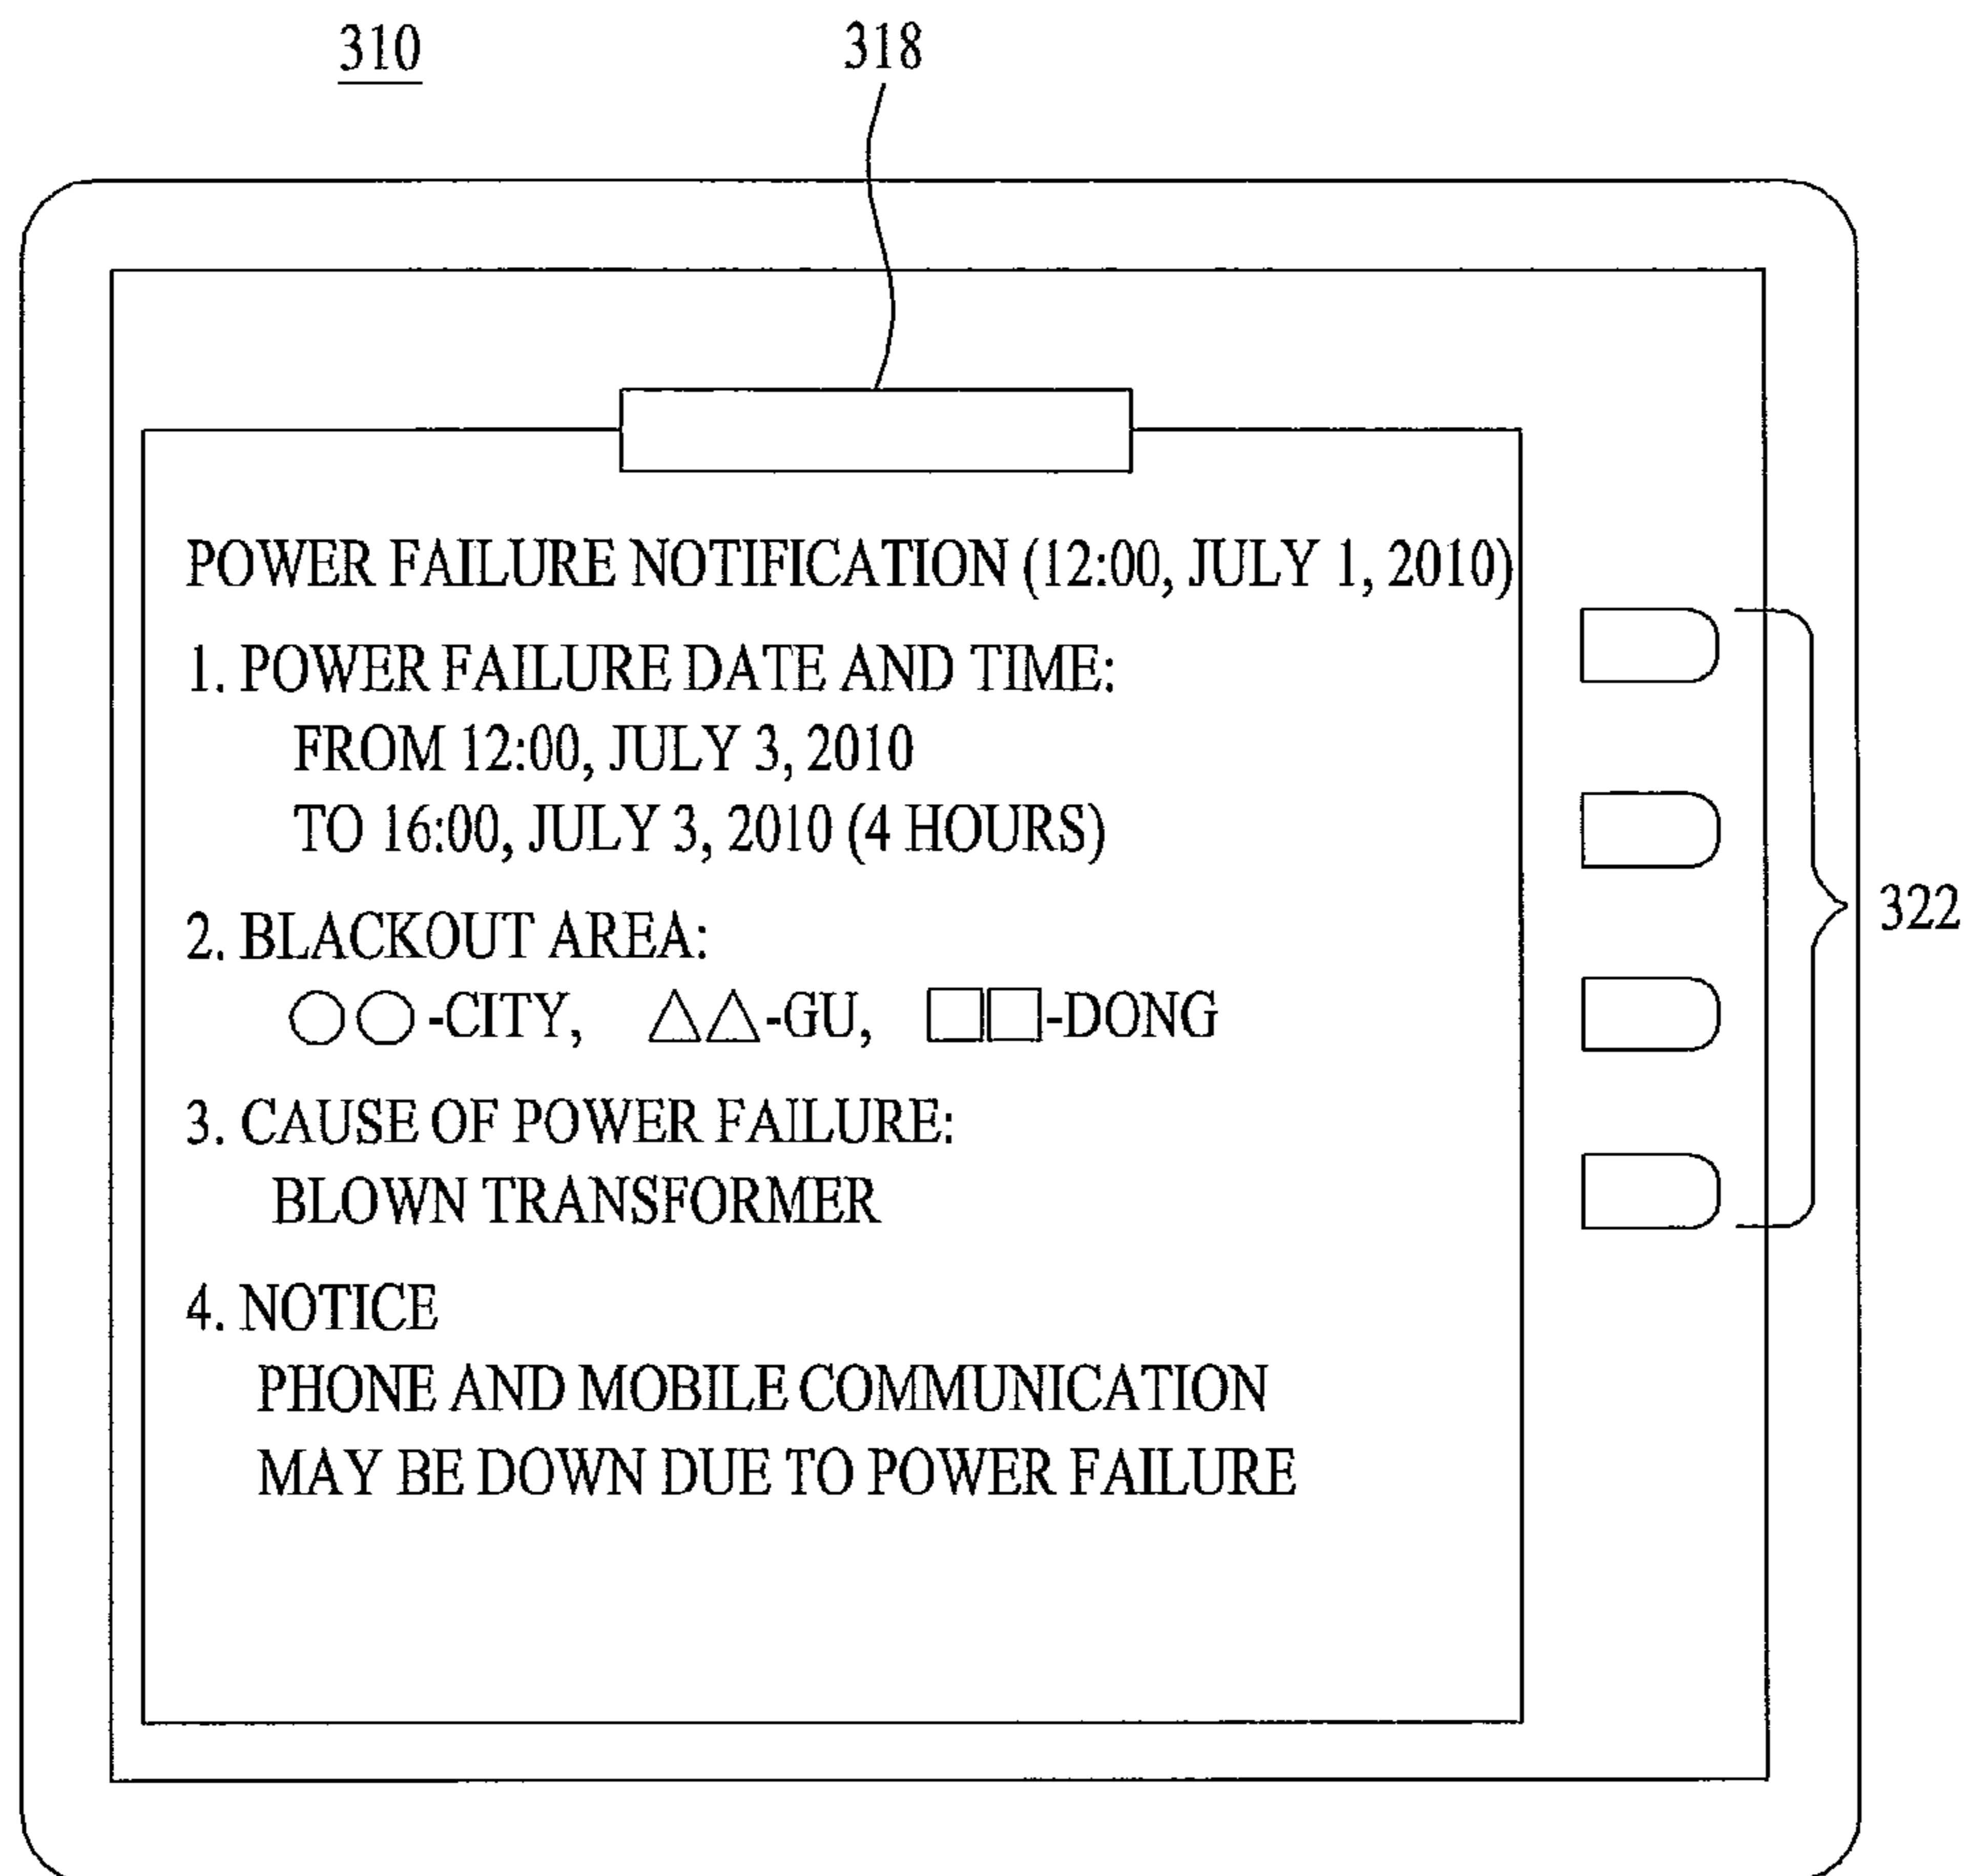 310
318
POWER FAILURE NOTIFICATION (12:00, JULY 1, 2010)
1. POWER FAILURE DATE AND TIME:
FROM 12:00, JULY 3, 2010
TO 16:00, JULY 3, 2010 (4 HOURS)
2. BLACKOUT AREA:
○○-CITY, △△-GU, □□-DONG
3. CAUSE OF POWER FAILURE:
BLOWN TRANSFORMER
4. NOTICE
PHONE AND MOBILE COMMUNICATION
MAY BE DOWN DUE TO POWER FAILURE
322